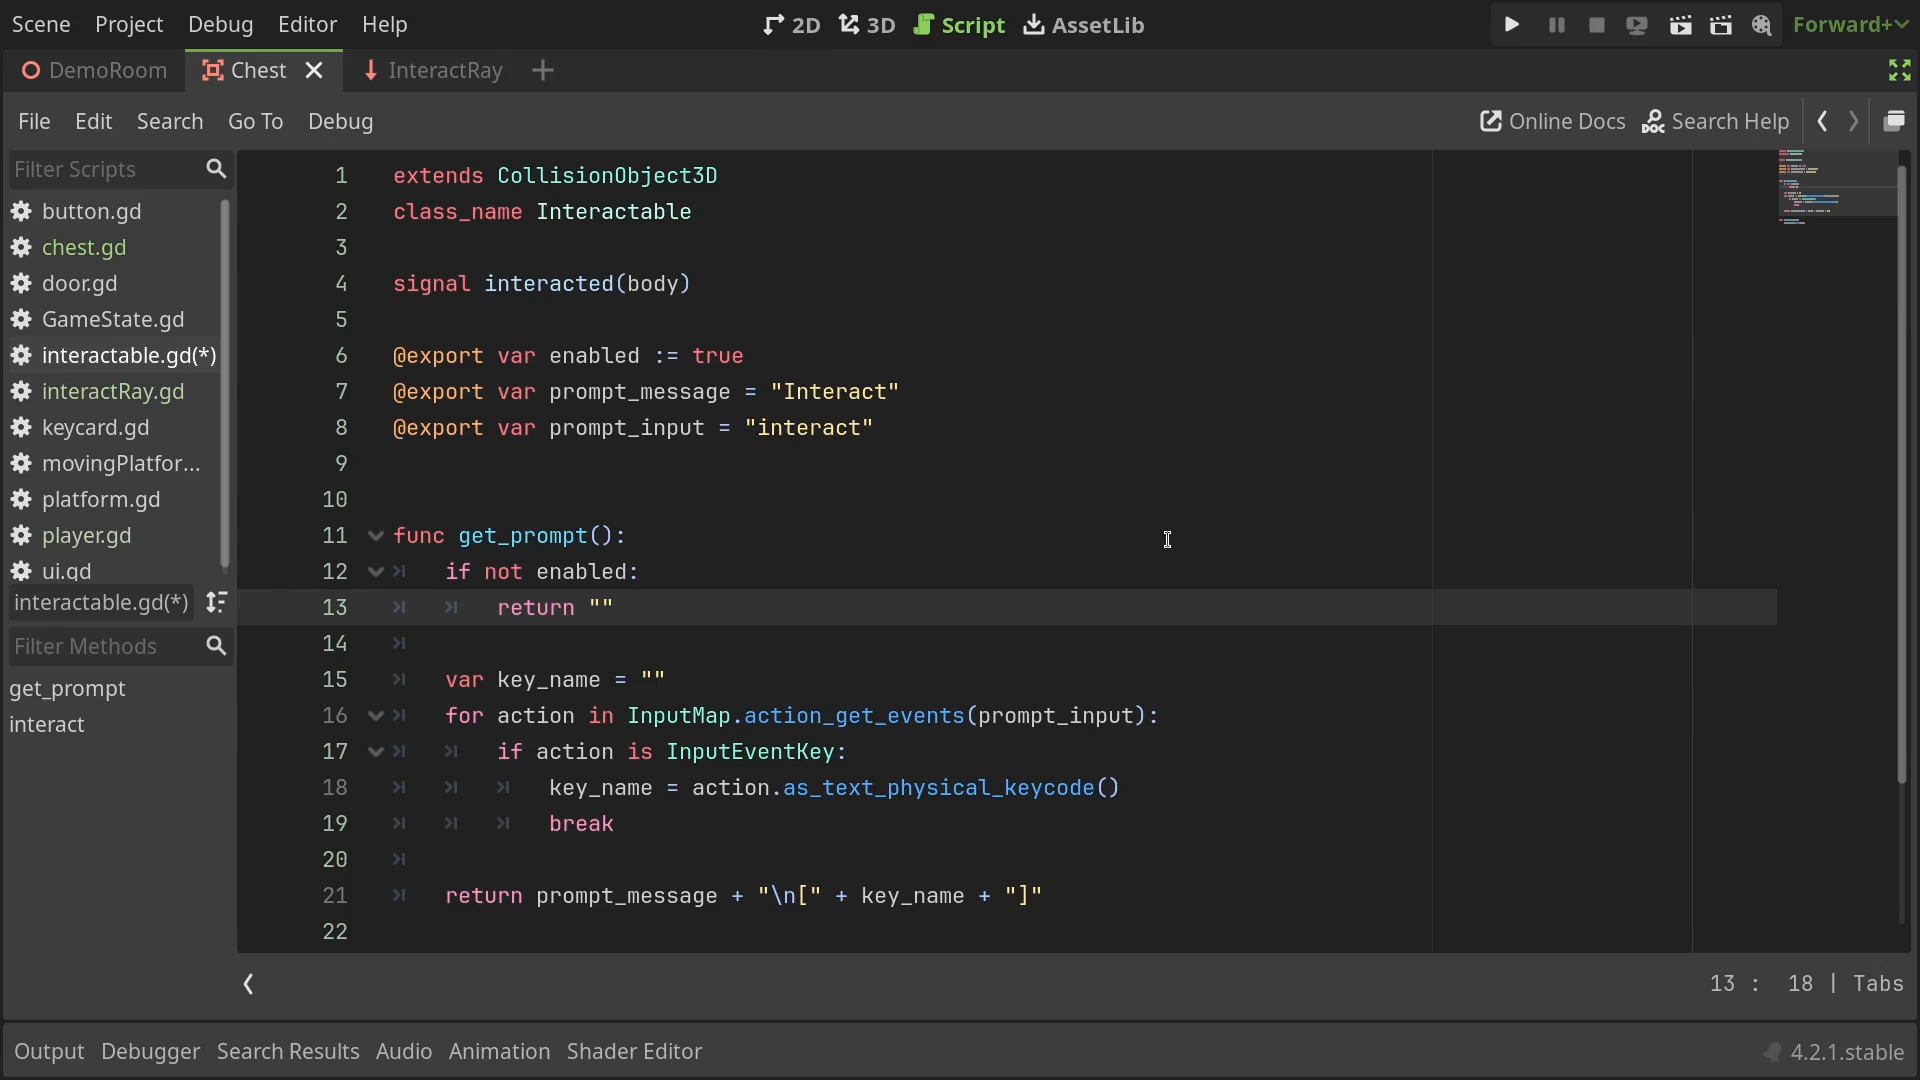 Scene Project Debug Editor Help 2D 3D Script AssetLib Forward+
DemoRoom Chest InteractRay
File Edit Search Go To Debug Online Docs Search Help
Filter Scripts
button.gd
chest.gd
door.gd
GameState.gd
interactable.gd(*)
interactRay.gd
keycard.gd
movingPlatfor...
platform.gd
player.gd
ui.gd
interactable.gd(*)
Filter Methods
get_prompt
interact
1 extends CollisionObject3D
2 class_name Interactable
3
4 signal interacted(body)
5
6 @export var enabled := true
7 @export var prompt_message = "Interact"
8 @export var prompt_input = "interact"
9
10
11 func get_prompt():
12 if not enabled:
13 return ""
14
15 var key_name = ""
16 for action in InputMap.action_get_events(prompt_input):
17 if action is InputEventKey:
18 key_name = action.as_text_physical_keycode()
19 break
20
21 return prompt_message + "\n[" + key_name + "]"
22
13 : 18 | Tabs
Output Debugger Search Results Audio Animation Shader Editor 4.2.1.stable